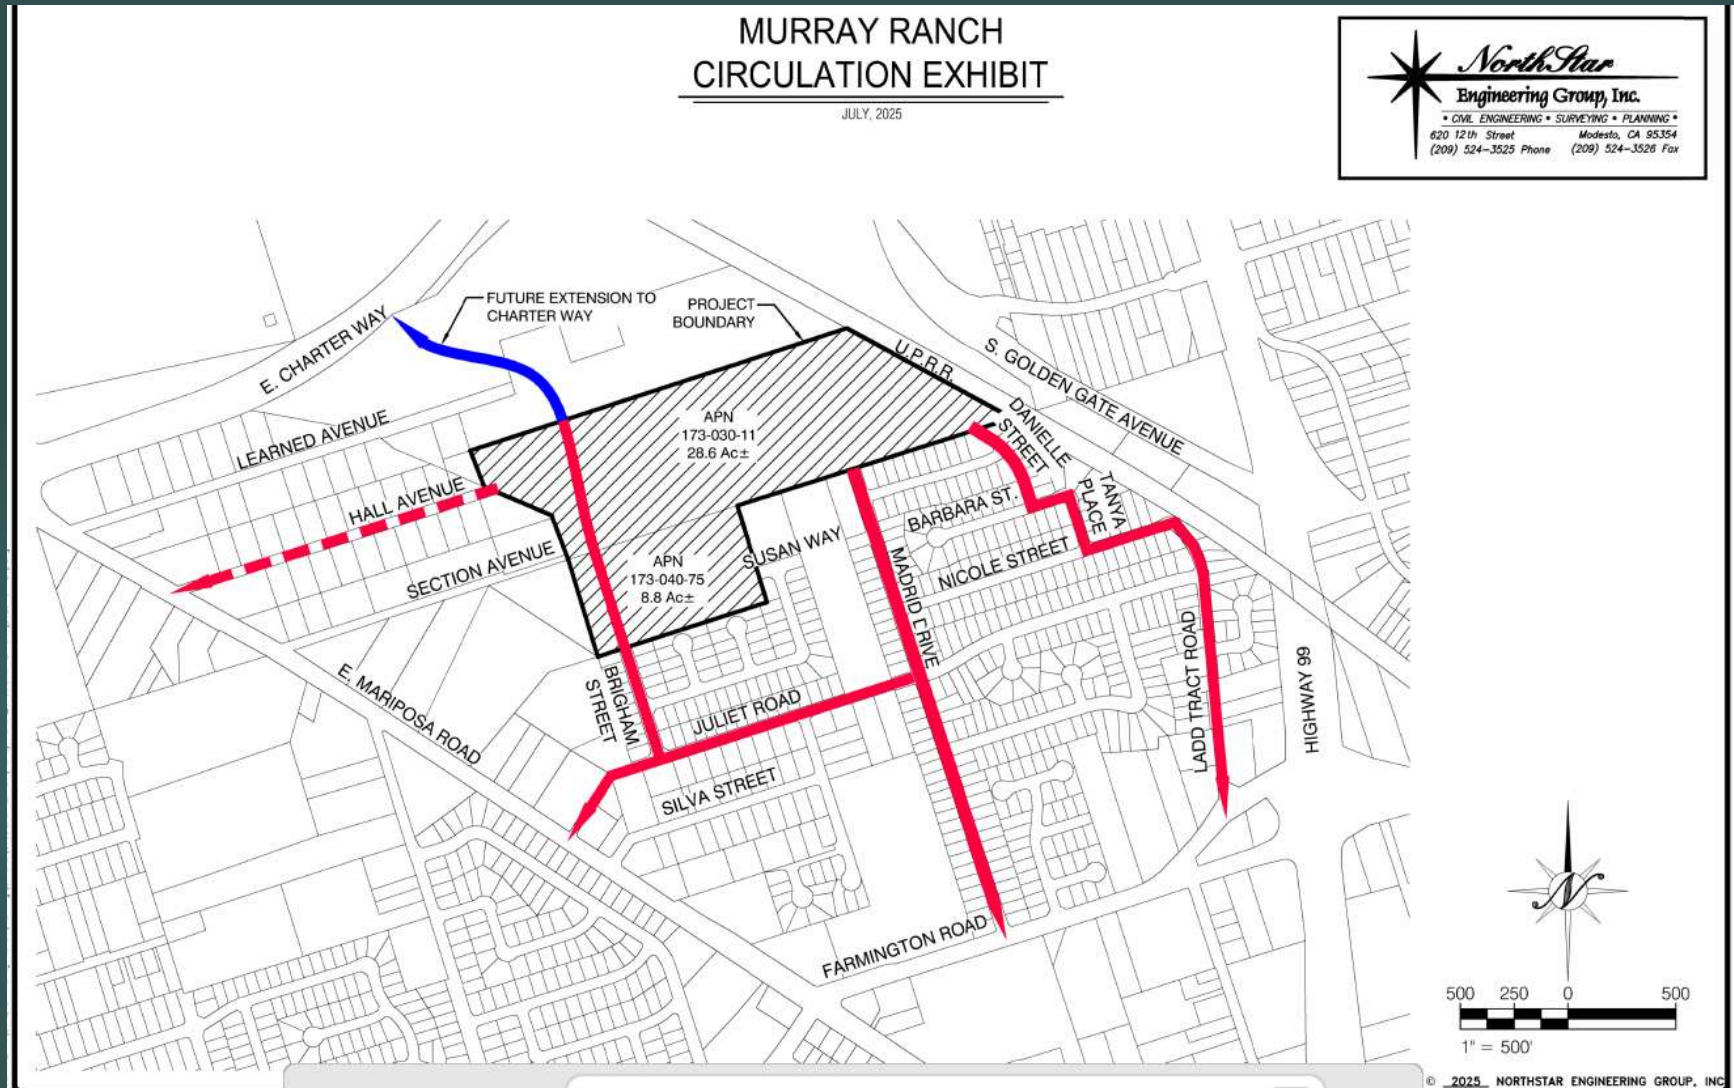 MURRAY RANCH
CIRCULATION EXHIBIT
JULY, 2025
NorthStar
Engineering Group, Inc.
• CIVIL ENGINEERING • SURVEYING • PLANNING •
620 12th Street Modesto, CA 95354
(209) 524-3525 Phone (209) 524-3526 Fax
FUTURE EXTENSION TO
CHARTER WAY
PROJECT
BOUNDARY
E. CHARTER WAY
U.P.R.R.
S. GOLDEN GATE AVENUE
LEARNED AVENUE
APN
173-030-11
28.6 Ac±
DANIELLE
STREET
HALL AVENUE
TANYA
PLACE
BARBARA ST.
SECTION AVENUE
SUSAN WAY
NICOLE STREET
APN
173-040-75
8.8 Ac±
MADRID DRIVE
LADD TRACT ROAD
HIGHWAY 99
E. MARIPOSA ROAD
BRIGHAM
STREET
JULIET ROAD
SILVA STREET
FARMINGTON ROAD
N
500 250 0 500
1" = 500'
© 2025 NORTHSTAR ENGINEERING GROUP, INC